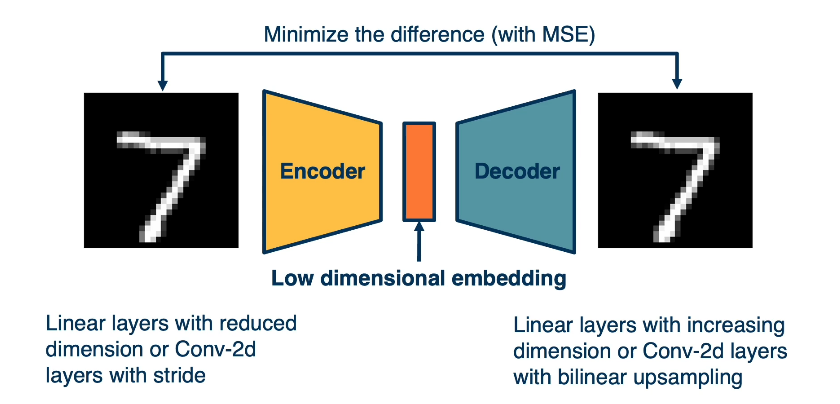 Minimize the difference (with MSE)
Encoder
Decoder
Low dimensional embedding
Linear layers with reduced
dimension or Conv-2d
layers with stride
Linear layers with increasing
dimension or Conv-2d layers
with bilinear upsampling